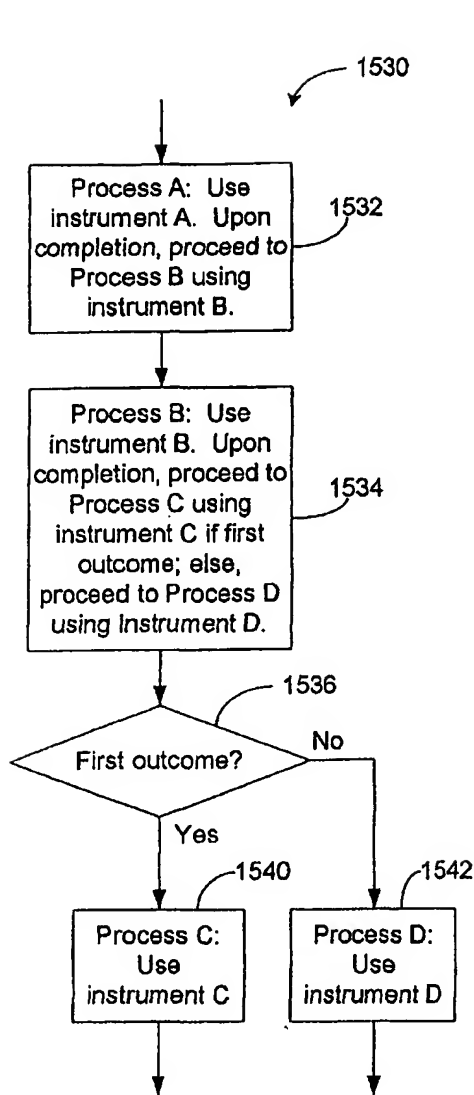 1530
Process A: Use
instrument A. Upon
completion, proceed to
Process B using
instrument B.
1532
Process B: Use
instrument B. Upon
completion, proceed to
Process C using
instrument C if first
outcome; else,
proceed to Process D
using Instrument D.
1534
1536
First outcome?
No
Yes
1540
1542
Process C:
Use
instrument C
Process D:
Use
instrument D